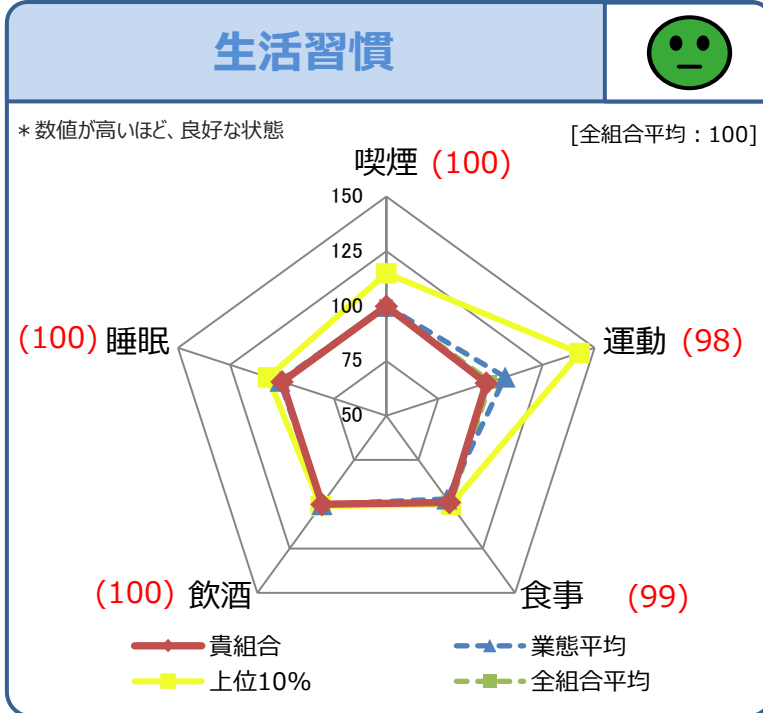 生活習慣
＊数値が高いほど、良好な状態
[全組合平均：100]
喫煙 (100)
150
125
100
75
50
(100) 睡眠
運動 (98)
(100) 飲酒
食事 (99)
貴組合
業態平均
上位10%
全組合平均